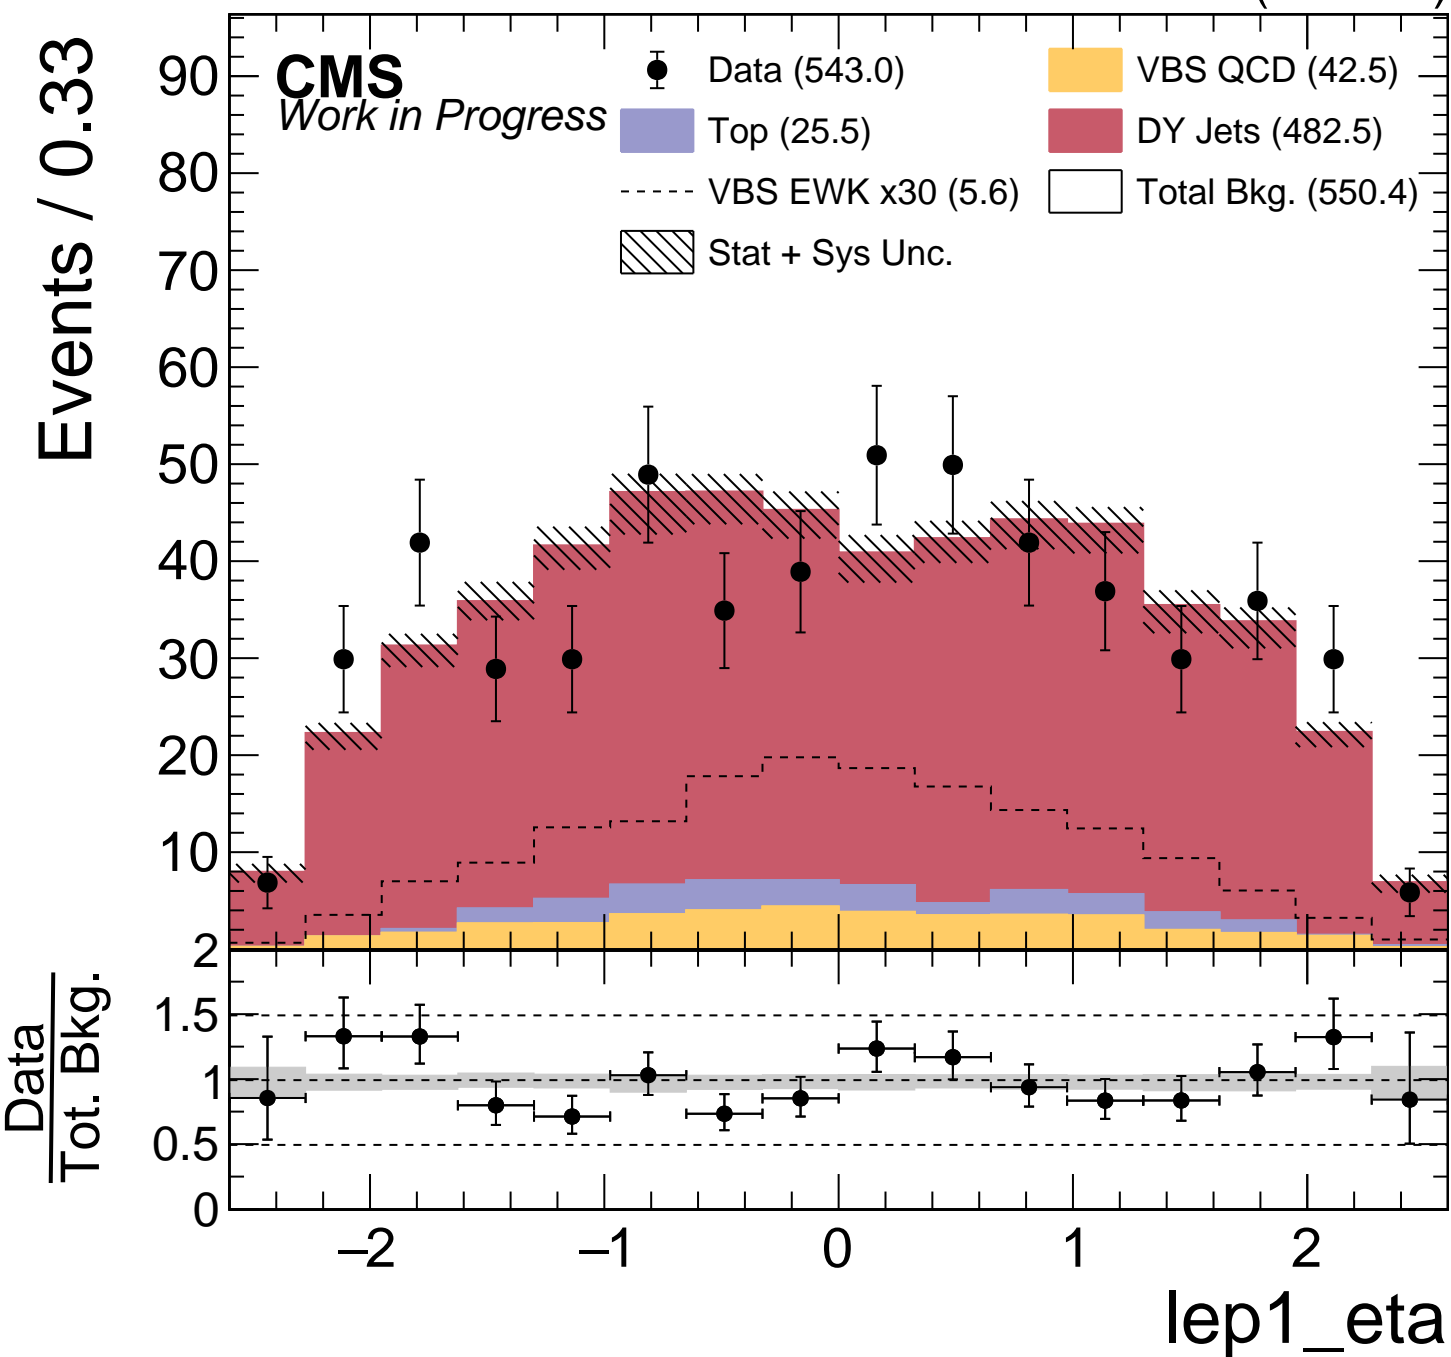 CMS
Work in Progress
Data (543.0)
VBS QCD (42.5)
Top (25.5)
DY Jets (482.5)
VBS EWK x30 (5.6)
Total Bkg. (550.4)
Stat + Sys Unc.
Events / 0.33
90
80
70
60
50
40
30
20
10
2
1.5
1
0.5
0
Data
Tot. Bkg.
−2 −1 0 1 2
lep1_eta